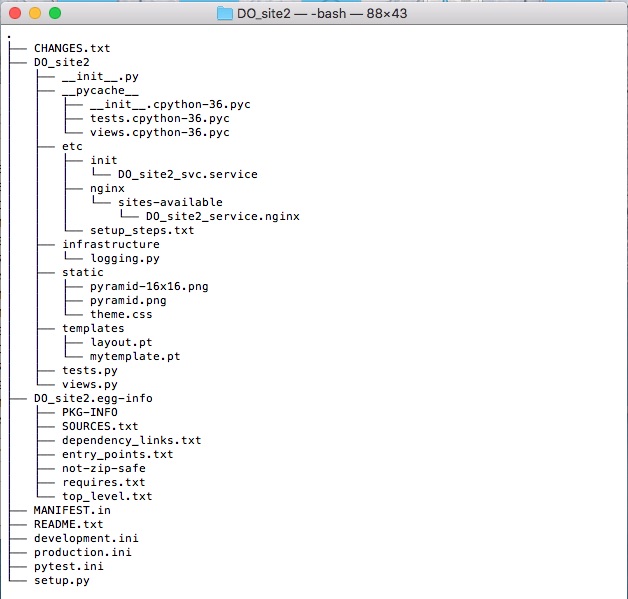 DO_site2 — -bash — 88×43
.
├── CHANGES.txt
├── DO_site2
│   ├── __init__.py
│   ├── __pycache__
│   │   ├── __init__.cpython-36.pyc
│   │   ├── tests.cpython-36.pyc
│   │   └── views.cpython-36.pyc
│   ├── etc
│   │   ├── init
│   │   │   └── DO_site2_svc.service
│   │   ├── nginx
│   │   │   └── sites-available
│   │   │       └── DO_site2_service.nginx
│   │   └── setup_steps.txt
│   ├── infrastructure
│   │   └── logging.py
│   ├── static
│   │   ├── pyramid-16x16.png
│   │   ├── pyramid.png
│   │   └── theme.css
│   ├── templates
│   │   ├── layout.pt
│   │   └── mytemplate.pt
│   ├── tests.py
│   └── views.py
├── DO_site2.egg-info
│   ├── PKG-INFO
│   ├── SOURCES.txt
│   ├── dependency_links.txt
│   ├── entry_points.txt
│   ├── not-zip-safe
│   ├── requires.txt
│   └── top_level.txt
├── MANIFEST.in
├── README.txt
├── development.ini
├── production.ini
├── pytest.ini
└── setup.py